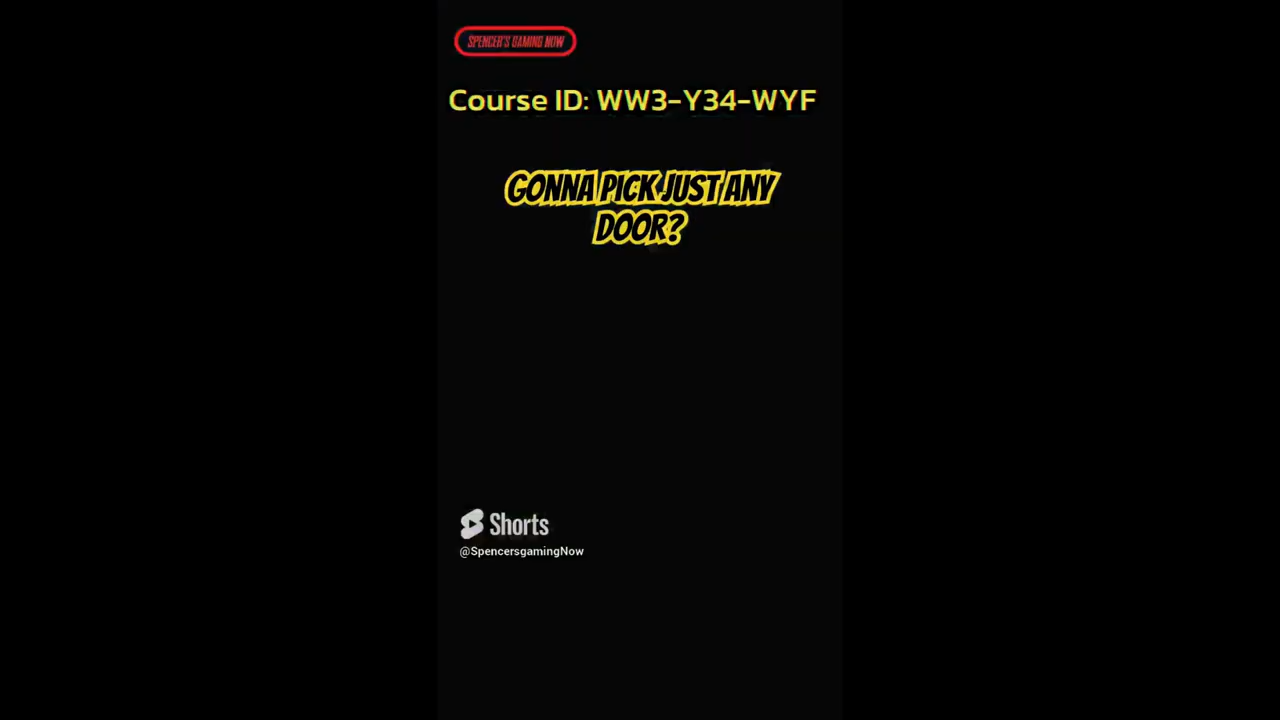 SPENCER'S GAMING NOW
Course ID: WW3-Y34-WYF
GONNA PICK JUST ANY
DOOR?
Shorts
@SpencersgamingNow